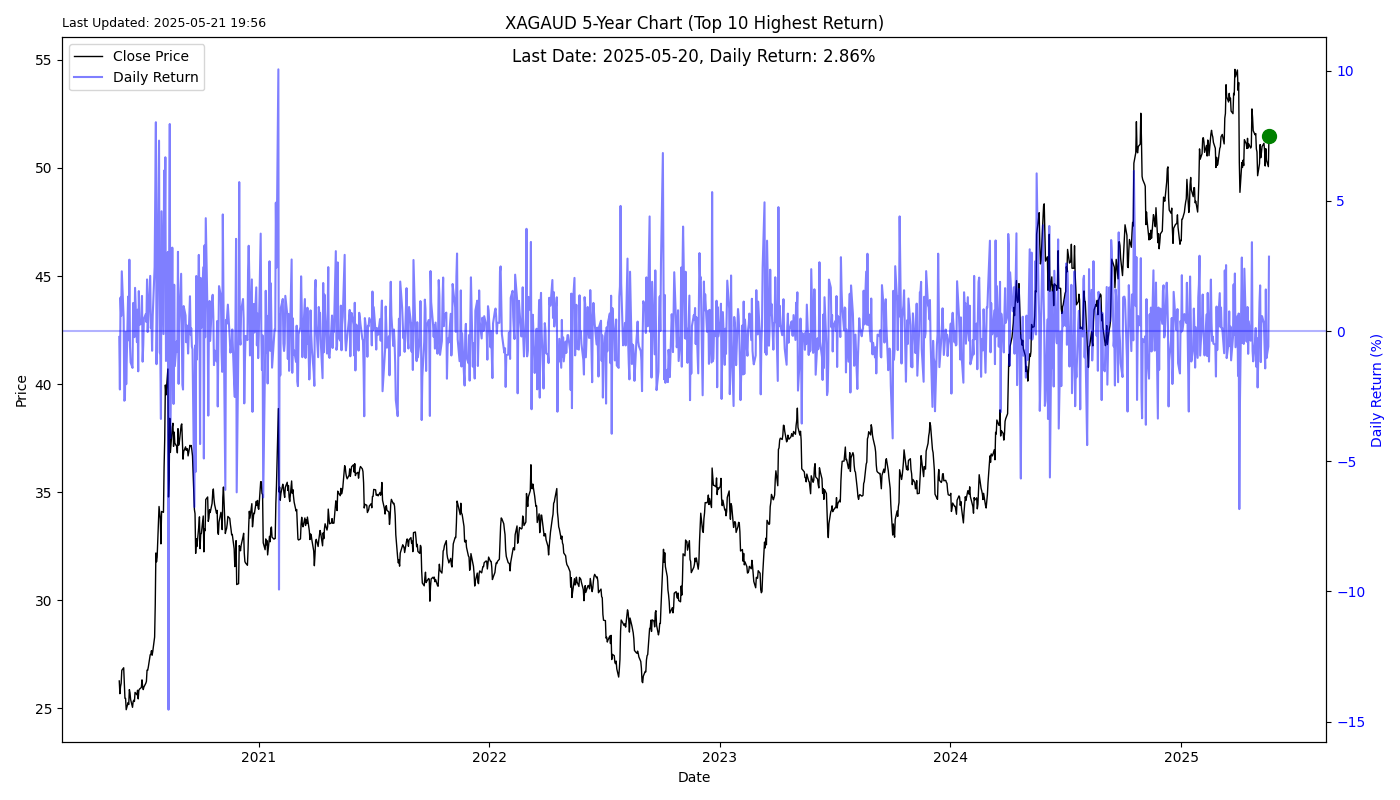 Last Updated: 2025-05-21 19:56
XAGAUD 5-Year Chart (Top 10 Highest Return)
Last Date: 2025-05-20, Daily Return: 2.86%
Close Price
Daily Return
Price
55
50
45
40
35
30
25
10
5
0
−5
−10
−15
Daily Return (%)
2021
2022
2023
2024
2025
Date